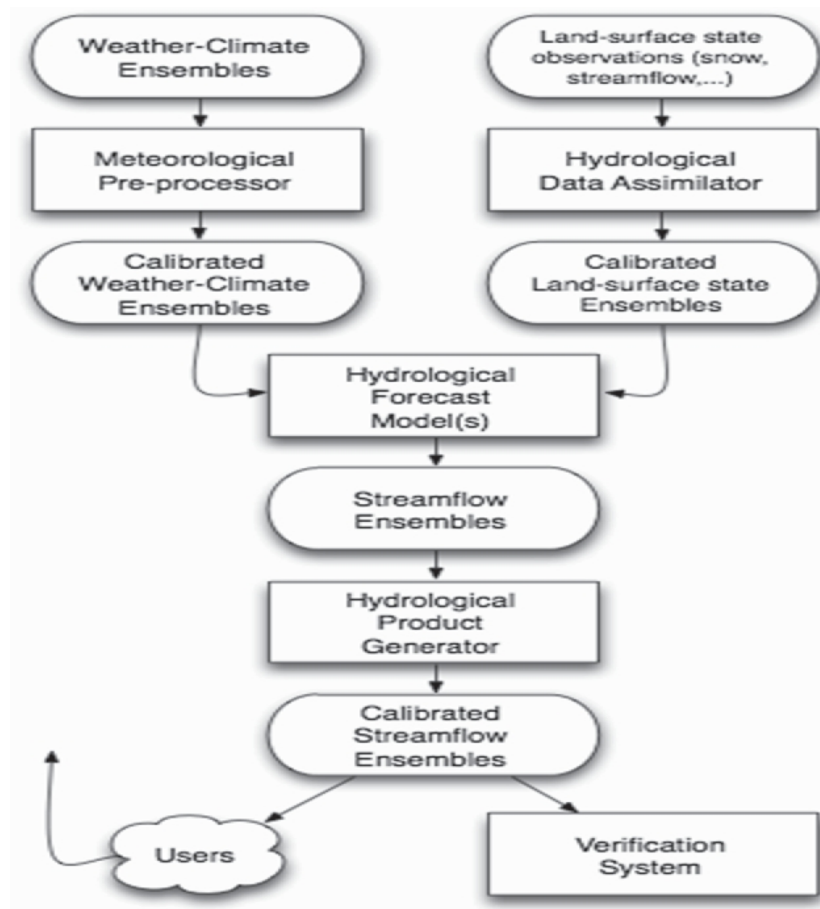 Weather-Climate
Ensembles
Land-surface state
observations (snow,
streamflow,...)
Meteorological
Pre-processor
Hydrological
Data Assimilator
Calibrated
Weather-Climate
Ensembles
Calibrated
Land-surface state
Ensembles
Hydrological
Forecast
Model(s)
Streamflow
Ensembles
Hydrological
Product
Generator
Calibrated
Streamflow
Ensembles
Users
Verification
System